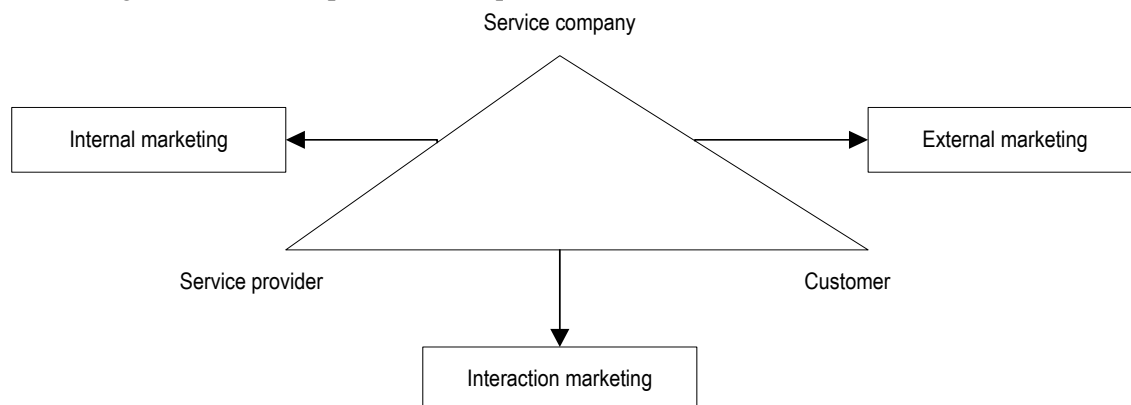 Service company
Internal marketing
External marketing
Service provider
Customer
Interaction marketing